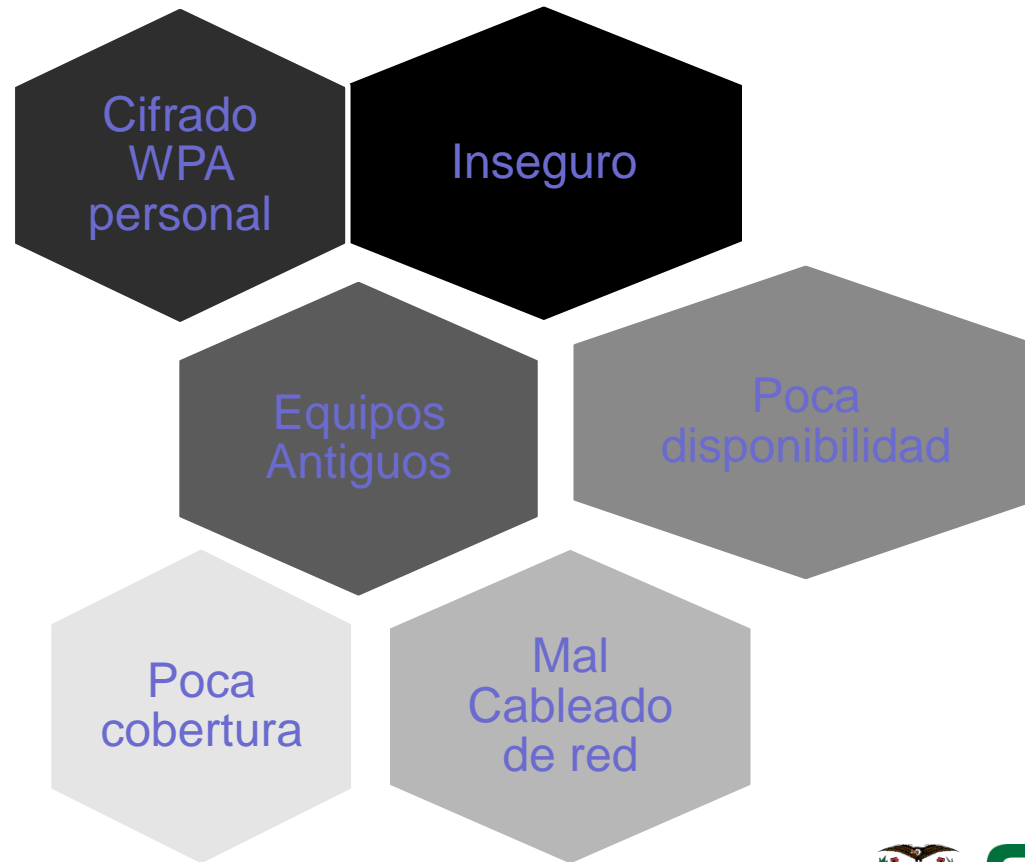 Cifrado
WPA
personal
Inseguro
Equipos
Antiguos
Poca
disponibilidad
Poca
cobertura
Mal
Cableado
de red